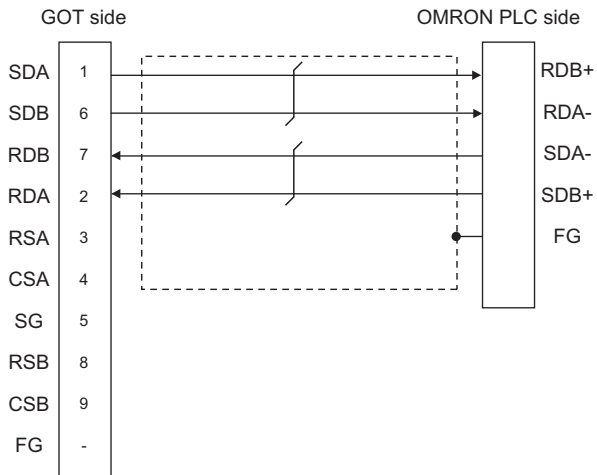 GOT side OMRON PLC side
SDA 1 RDB+
SDB 6 RDA-
RDB 7 SDA-
RDA 2 SDB+
RSA 3 FG
CSA 4
SG 5
RSB 8
CSB 9
FG -